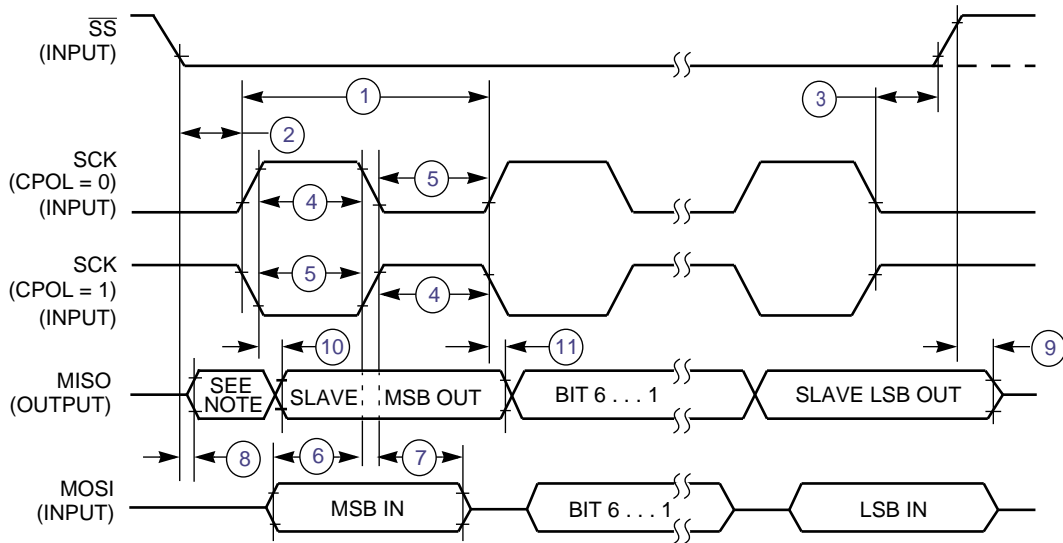 SS
(INPUT)
1
3
2
SCK
(CPOL = 0)
(INPUT)
5
4
SCK
(CPOL = 1)
(INPUT)
5
4
10
11
9
MISO
(OUTPUT)
SEE
NOTE
SLAVE
MSB OUT
BIT 6 . . . 1
SLAVE LSB OUT
8
6
7
MOSI
(INPUT)
MSB IN
BIT 6 . . . 1
LSB IN